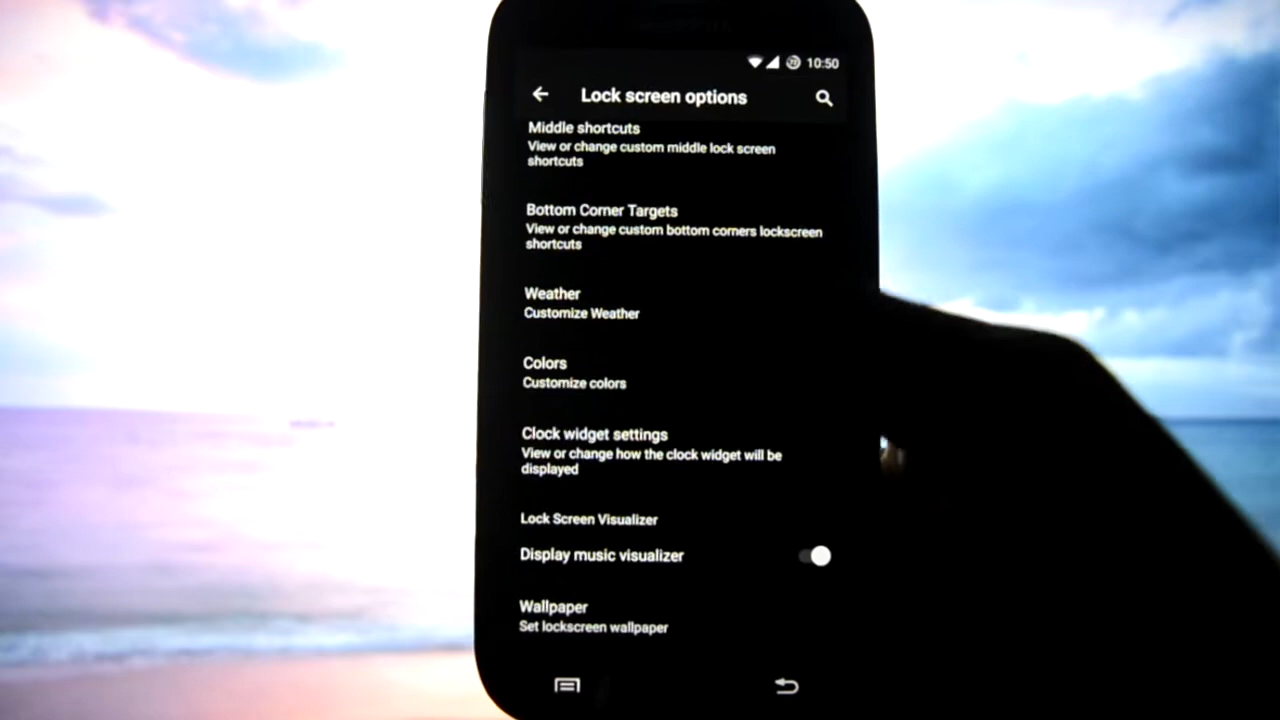 10:50
Lock screen options
Middle shortcuts
View or change custom middle lock screen
shortcuts
Bottom Corner Targets
View or change custom bottom corners lockscreen
shortcuts
Weather
Customize Weather
Colors
Customize colors
Clock widget settings
View or change how the clock widget will be
displayed
Lock Screen Visualizer
Display music visualizer
Wallpaper
Set lockscreen wallpaper